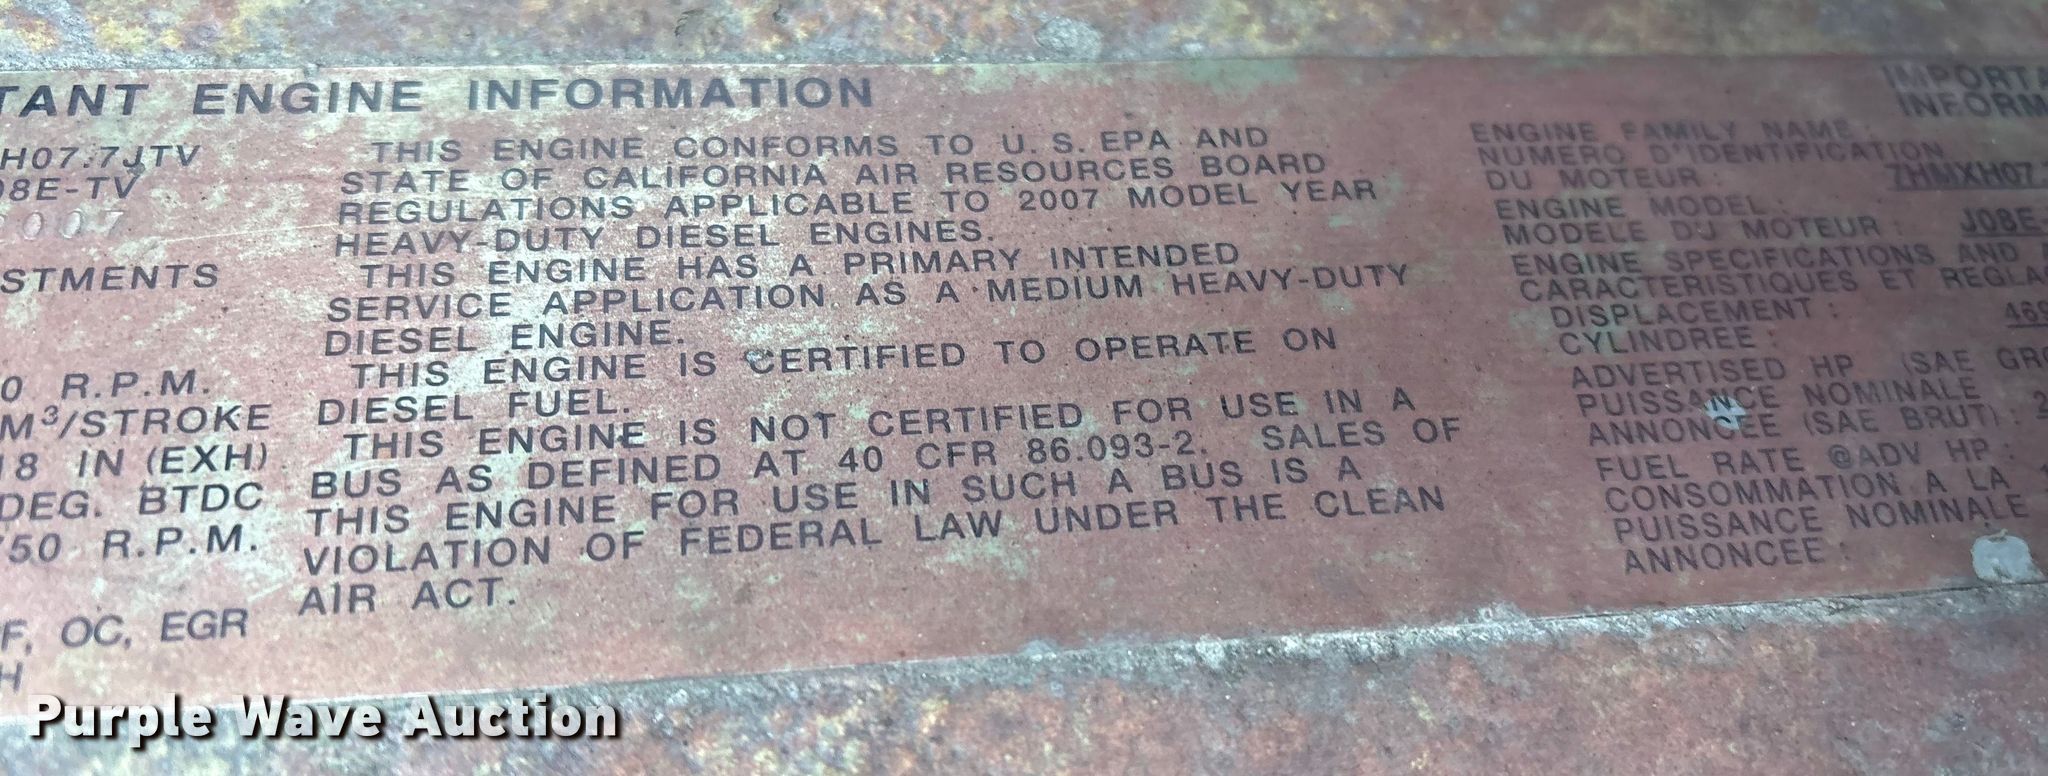 TANT ENGINE INFORMATION
H07.7JTV
08E-TV
2007
STMENTS
0 R.P.M.
M³/STROKE
18 IN (EXH)
DEG. BTDC
750 R.P.M.
F, OC, EGR
H
THIS ENGINE CONFORMS TO U. S. EPA AND
STATE OF CALIFORNIA AIR RESOURCES BOARD
REGULATIONS APPLICABLE TO 2007 MODEL YEAR
HEAVY-DUTY DIESEL ENGINES.
THIS ENGINE HAS A PRIMARY INTENDED
SERVICE APPLICATION AS A MEDIUM HEAVY-DUTY
DIESEL ENGINE.
THIS ENGINE IS CERTIFIED TO OPERATE ON
DIESEL FUEL.
THIS ENGINE IS NOT CERTIFIED FOR USE IN A
BUS AS DEFINED AT 40 CFR 86.093-2. SALES OF
THIS ENGINE FOR USE IN SUCH A BUS IS A
VIOLATION OF FEDERAL LAW UNDER THE CLEAN
AIR ACT.
IMPORTA
INFORM
ENGINE FAMILY NAME :
NUMERO D'IDENTIFICATION
DU MOTEUR : 7HMXH07.
ENGINE MODEL :
MODELE DU MOTEUR : J08E-
ENGINE SPECIFICATIONS AND
CARACTERISTIQUES ET REGLA
DISPLACEMENT : 469
CYLINDREE :
ADVERTISED HP (SAE GRO
PUISSANCE NOMINALE
ANNONCEE (SAE BRUT) : 2
FUEL RATE @ADV HP :
CONSOMMATION A LA
PUISSANCE NOMINALE
ANNONCEE :
Purple Wave Auction